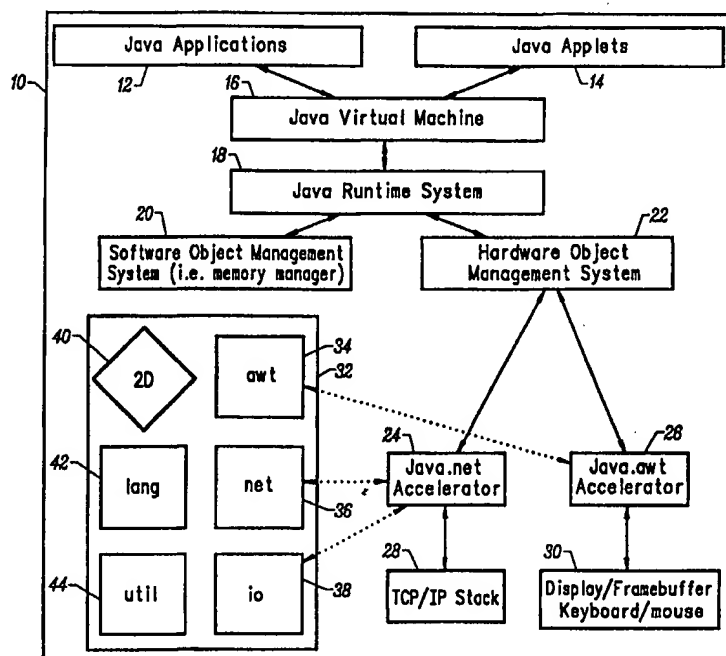 Java Applications
Java Applets
10
12
16
14
Java Virtual Machine
18
Java Runtime System
20
22
Software Object Management
System (i.e. memory manager)
Hardware Object
Management System
40
2D
awt
34
32
24
26
Java.net
Accelerator
Java.awt
Accelerator
42
lang
net
36
28
30
TCP/IP Stack
Display/Framebuffer
Keyboard/mouse
44
util
io
38